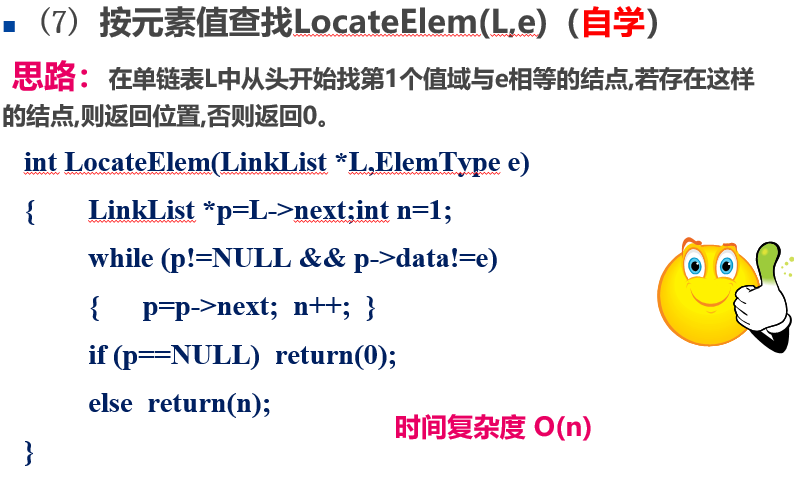 （7）按元素值查找LocateElem(L,e)（自学）
思路：在单链表L中从头开始找第1个值域与e相等的结点,若存在这样
的结点,则返回位置,否则返回0。
int LocateElem(LinkList *L,ElemType e)
{ LinkList *p=L->next;int n=1;
while (p!=NULL && p->data!=e)
{ p=p->next; n++; }
if (p==NULL) return(0);
else return(n);
时间复杂度 O(n)
}